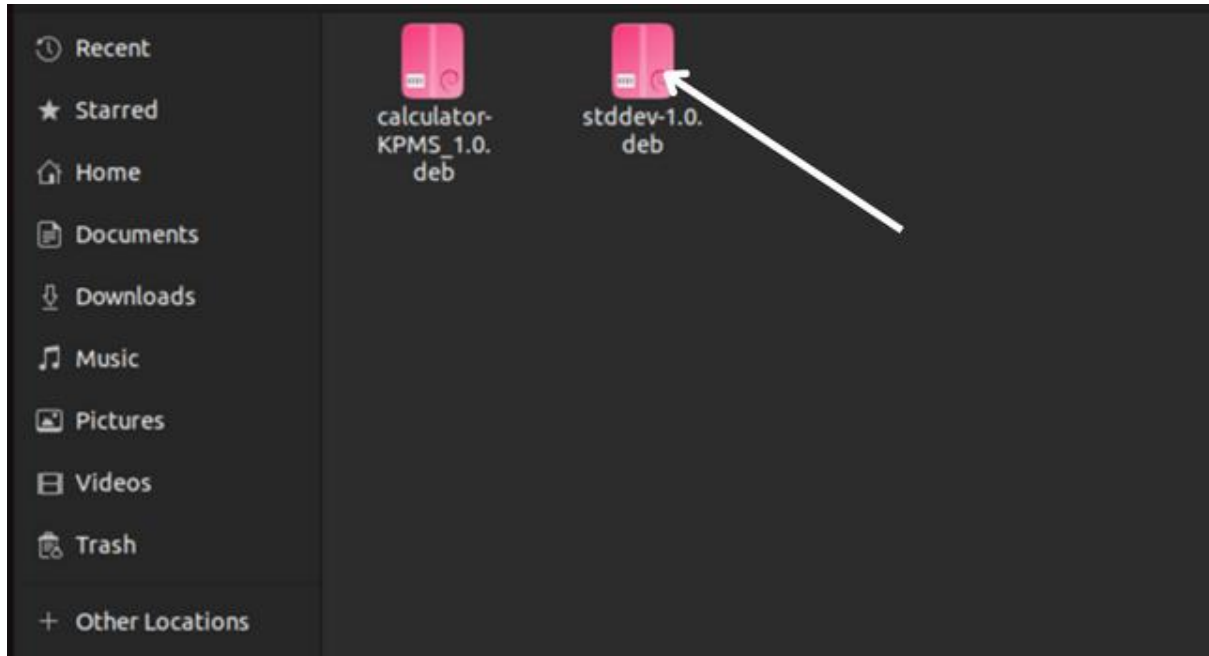 Recent
Starred
Home
Documents
Downloads
Music
Pictures
Videos
Trash
Other Locations
calculator-
KPMS_1.0.
deb
stddev-1.0.
deb